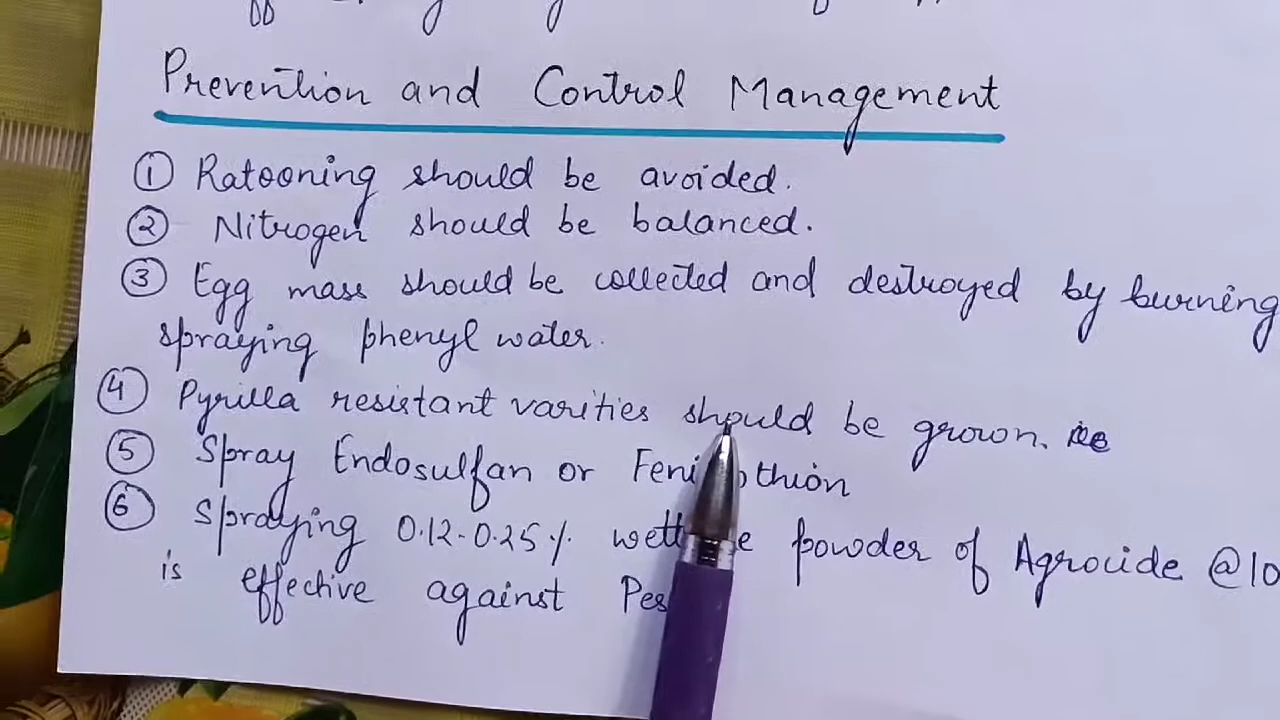 Prevention and Control Management
① Ratooning should be avoided.
② Nitrogen should be balanced.
③ Egg mass should be collected and destroyed by burning
spraying phenyl water.
④ Pyrilla resistant varities should be grown.
⑤ Spray Endosulfan or
⑥ Spraying 0.12-0.25% powder of Agrocide @10
is effective against